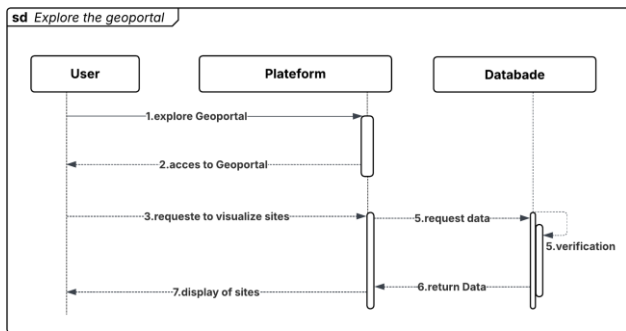 sd Explore the geoportal
User
Plateform
Databade
1.explore Geoportal
2.acces to Geoportal
3.requeste to visualize sites
5.request data
5.verification
6.return Data
7.display of sites